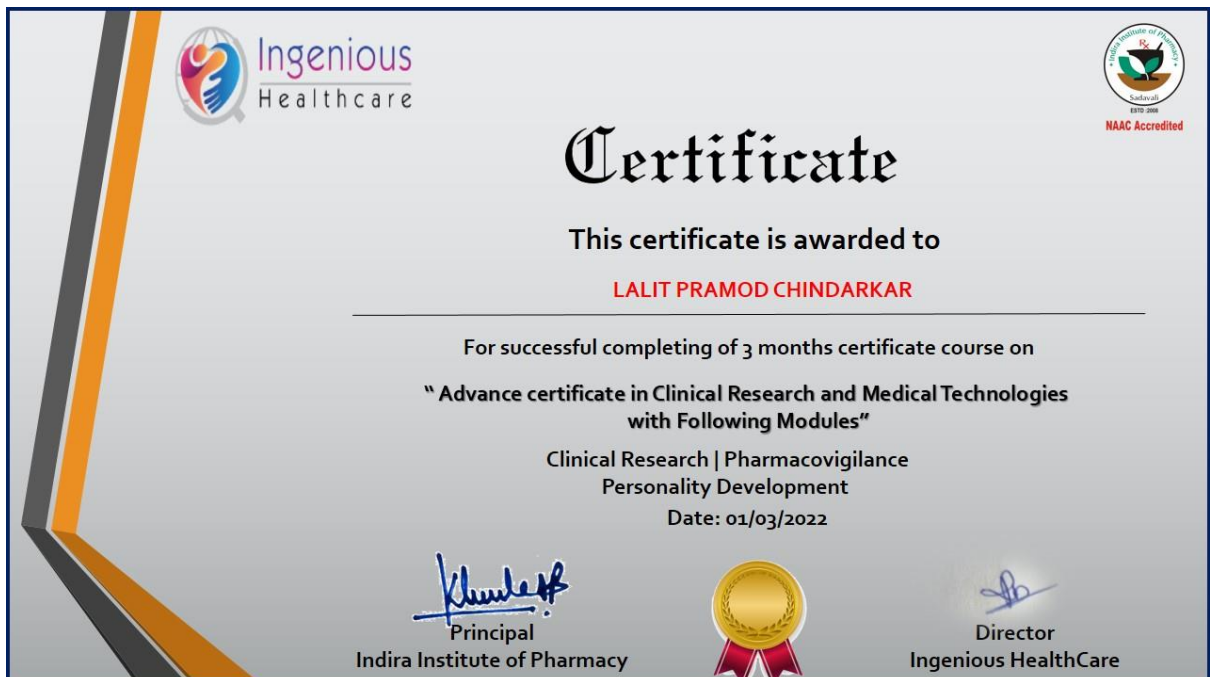 Ingenious
Healthcare
Indira Institute of Pharmacy
Rx
Sadavali
ESTD :2006
NAAC Accredited
Certificate
This certificate is awarded to
LALIT PRAMOD CHINDARKAR
For successful completing of 3 months certificate course on
“ Advance certificate in Clinical Research and Medical Technologies
with Following Modules”
Clinical Research | Pharmacovigilance
Personality Development
Date: 01/03/2022
Principal
Indira Institute of Pharmacy
Director
Ingenious HealthCare